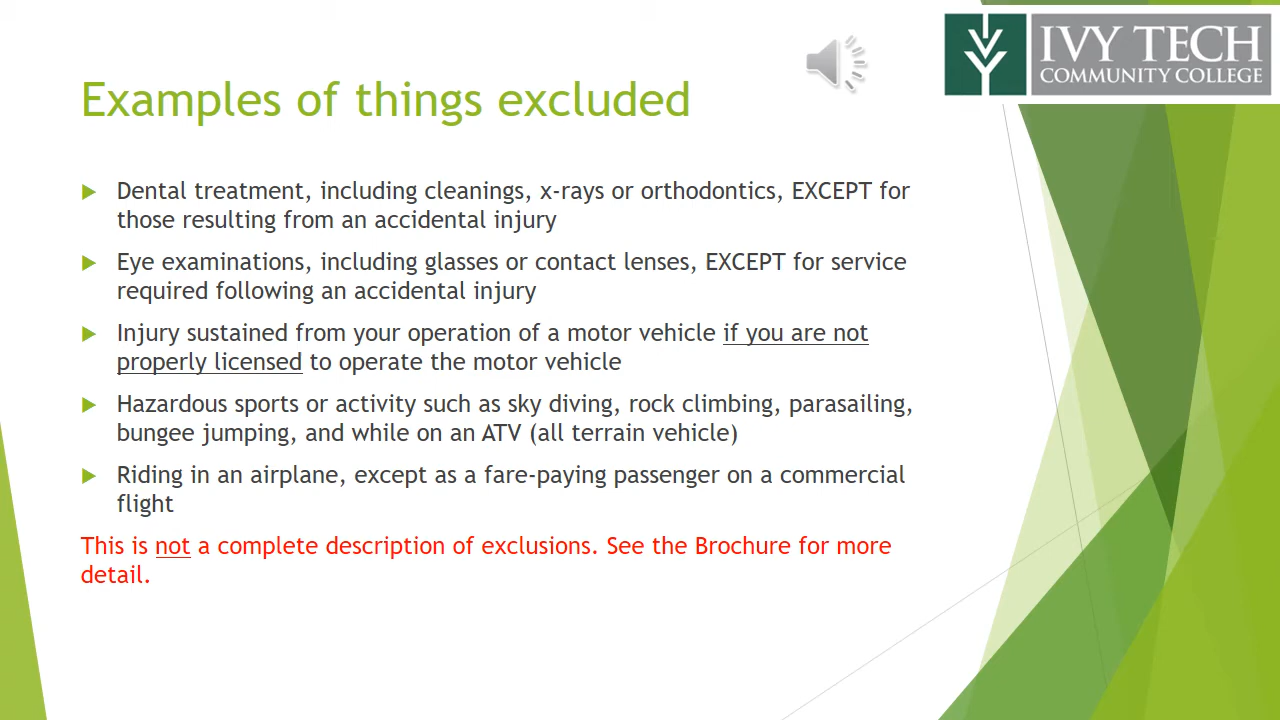 IVY TECH
COMMUNITY COLLEGE
Examples of things excluded
Dental treatment, including cleanings, x-rays or orthodontics, EXCEPT for
those resulting from an accidental injury
Eye examinations, including glasses or contact lenses, EXCEPT for service
required following an accidental injury
Injury sustained from your operation of a motor vehicle if you are not
properly licensed to operate the motor vehicle
Hazardous sports or activity such as sky diving, rock climbing, parasailing,
bungee jumping, and while on an ATV (all terrain vehicle)
Riding in an airplane, except as a fare-paying passenger on a commercial
flight
This is not a complete description of exclusions. See the Brochure for more
detail.